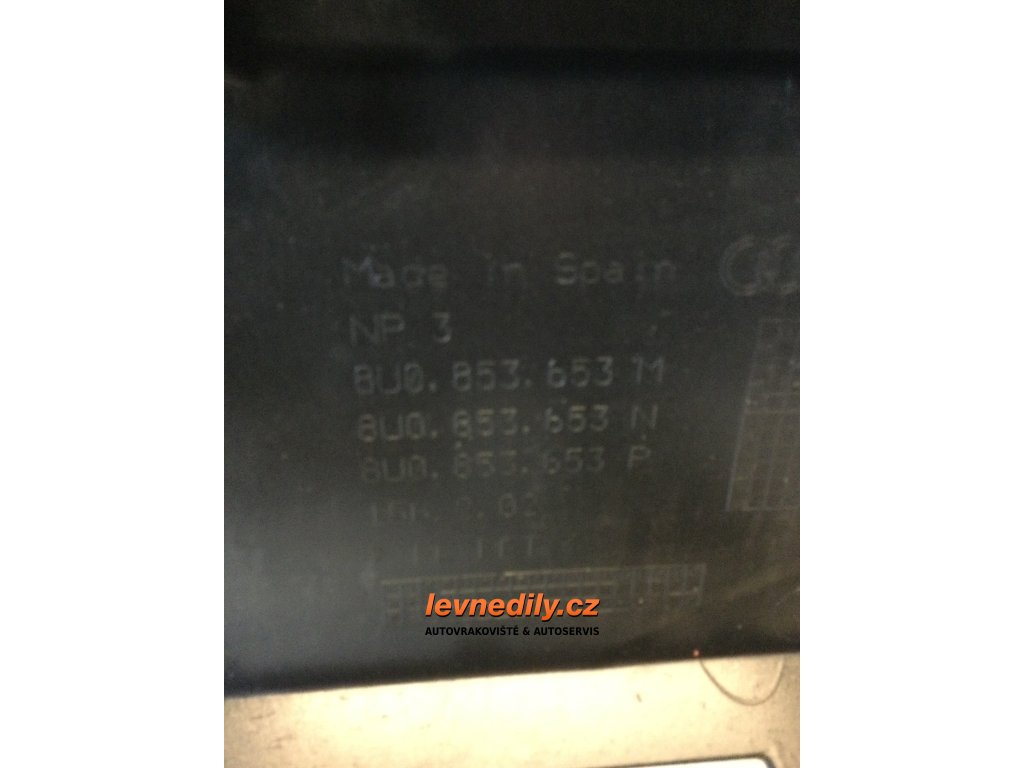 Made in Spain
NP 3
8U0.853.653 M
8U0.853.653 N
8U0.853.653 P
levnedily.cz
AUTOVRAKOVIŠTĚ & AUTOSERVIS